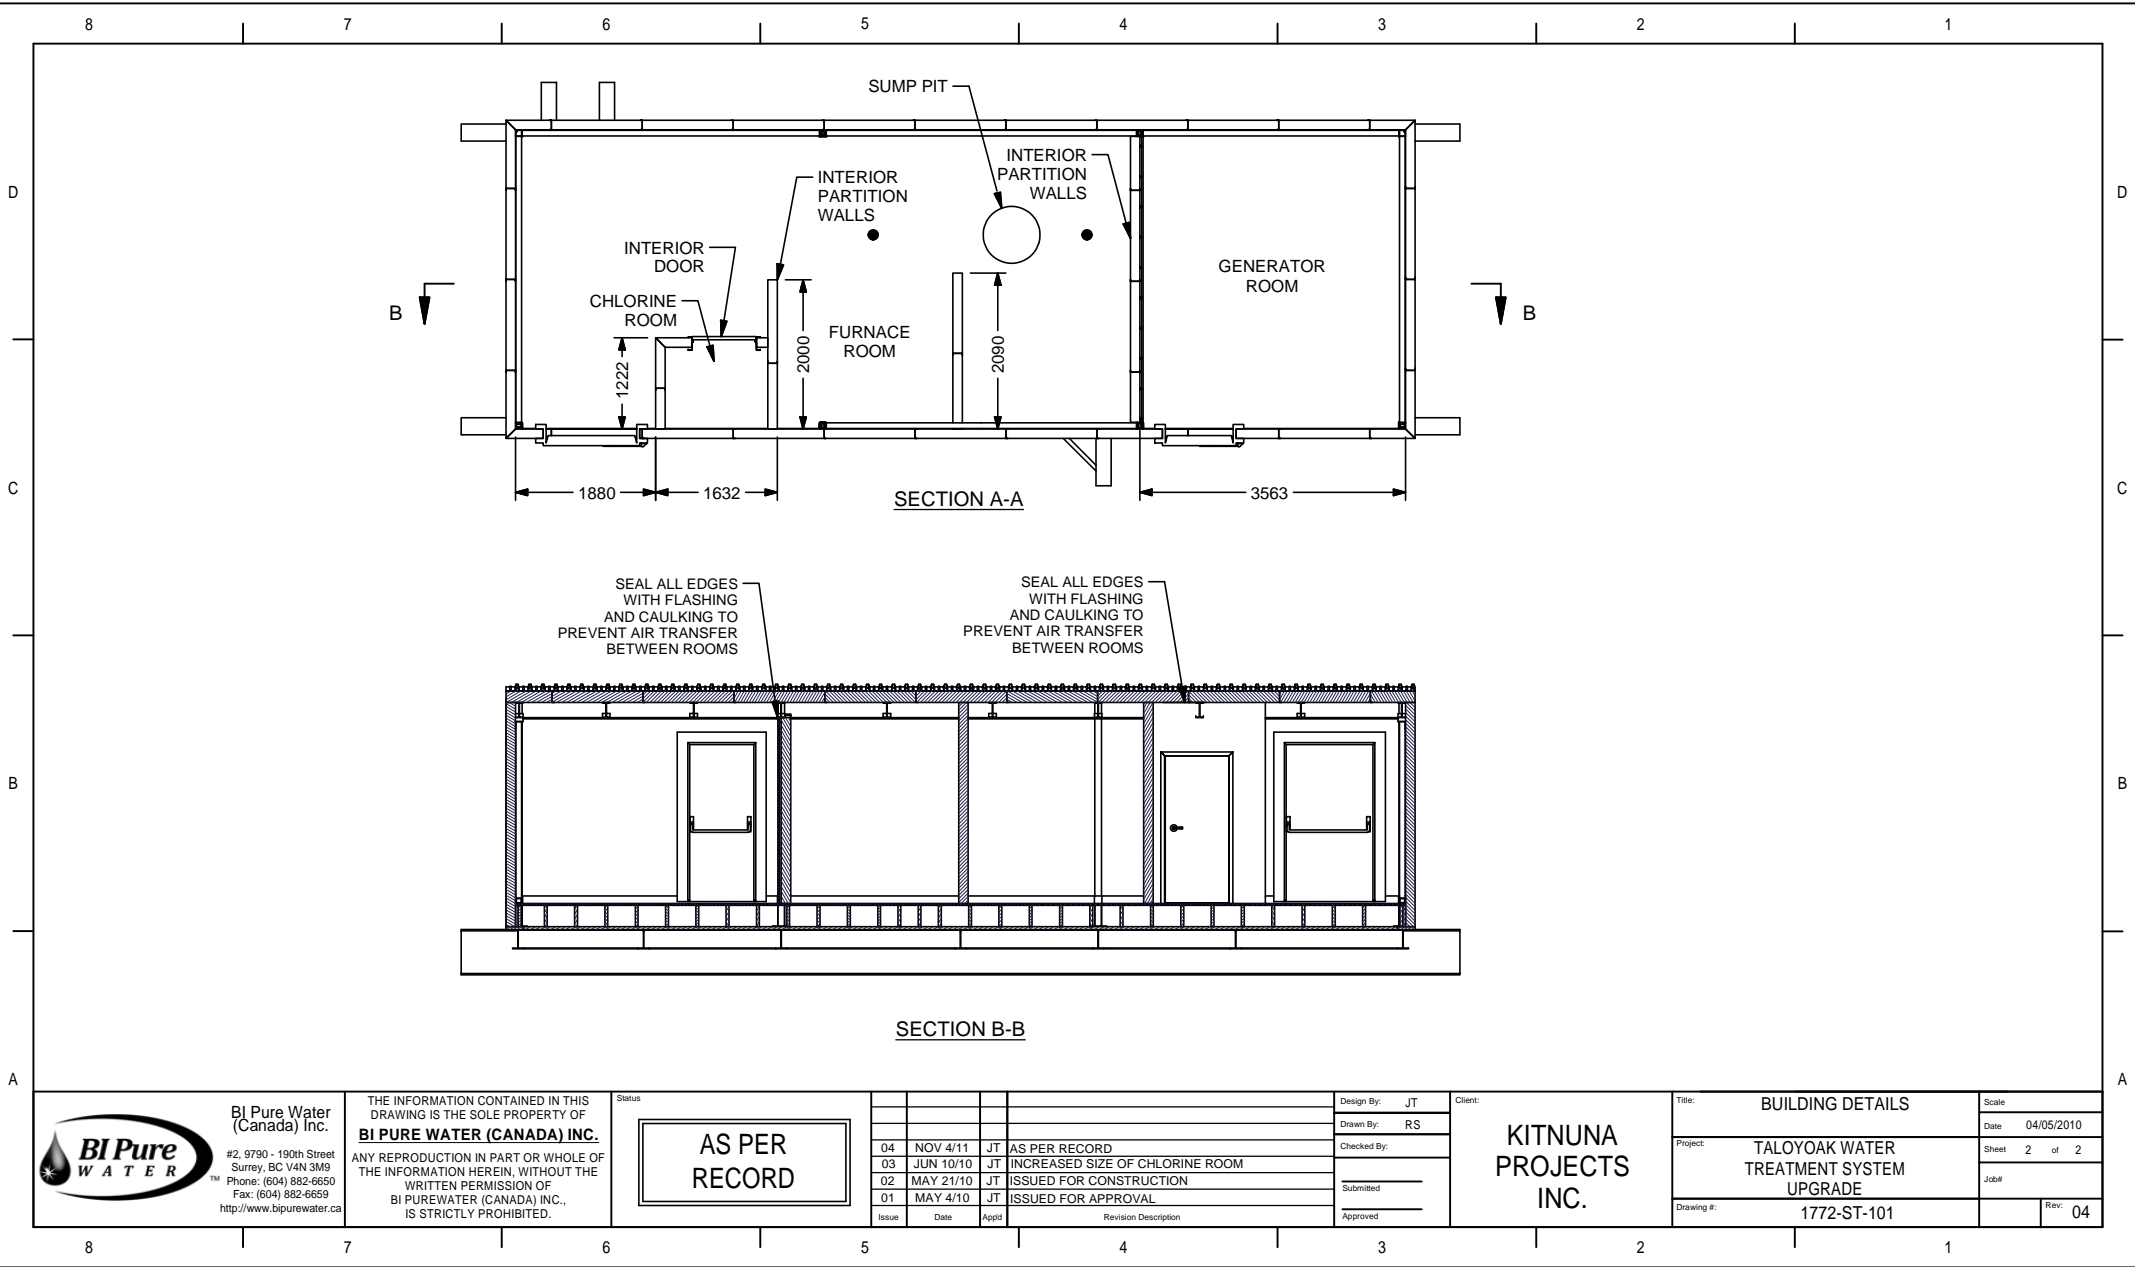 8 7 6 5 4 3 2 1
D D
C C
B B
A A
SUMP PIT
INTERIOR
PARTITION
WALLS
INTERIOR
PARTITION
WALLS
INTERIOR
DOOR
CHLORINE
ROOM
FURNACE
ROOM
GENERATOR
ROOM
B B
1222
2000
2090
1880
1632
3563
SECTION A-A
SEAL ALL EDGES
WITH FLASHING
AND CAULKING TO
PREVENT AIR TRANSFER
BETWEEN ROOMS
SEAL ALL EDGES
WITH FLASHING
AND CAULKING TO
PREVENT AIR TRANSFER
BETWEEN ROOMS
SECTION B-B
BI Pure
WATER
TM
BI Pure Water
(Canada) Inc.
#2, 9790 - 190th Street
Surrey, BC V4N 3M9
Phone: (604) 882-6650
Fax: (604) 882-6659
http://www.bipurewater.ca
THE INFORMATION CONTAINED IN THIS
DRAWING IS THE SOLE PROPERTY OF
BI PURE WATER (CANADA) INC.
ANY REPRODUCTION IN PART OR WHOLE OF
THE INFORMATION HEREIN, WITHOUT THE
WRITTEN PERMISSION OF
BI PUREWATER (CANADA) INC.,
IS STRICTLY PROHIBITED.
Status
AS PER
RECORD
04 NOV 4/11 JT AS PER RECORD
03 JUN 10/10 JT INCREASED SIZE OF CHLORINE ROOM
02 MAY 21/10 JT ISSUED FOR CONSTRUCTION
01 MAY 4/10 JT ISSUED FOR APPROVAL
Issue Date App'd Revision Description
Design By: JT
Drawn By: RS
Checked By:
Submitted
Approved
Client:
KITNUNA
PROJECTS
INC.
Title: BUILDING DETAILS
Project: TALOYOAK WATER
TREATMENT SYSTEM
UPGRADE
Drawing #: 1772-ST-101
Scale
Date 04/05/2010
Sheet 2 of 2
Job#
Rev: 04
8 7 6 5 4 3 2 1